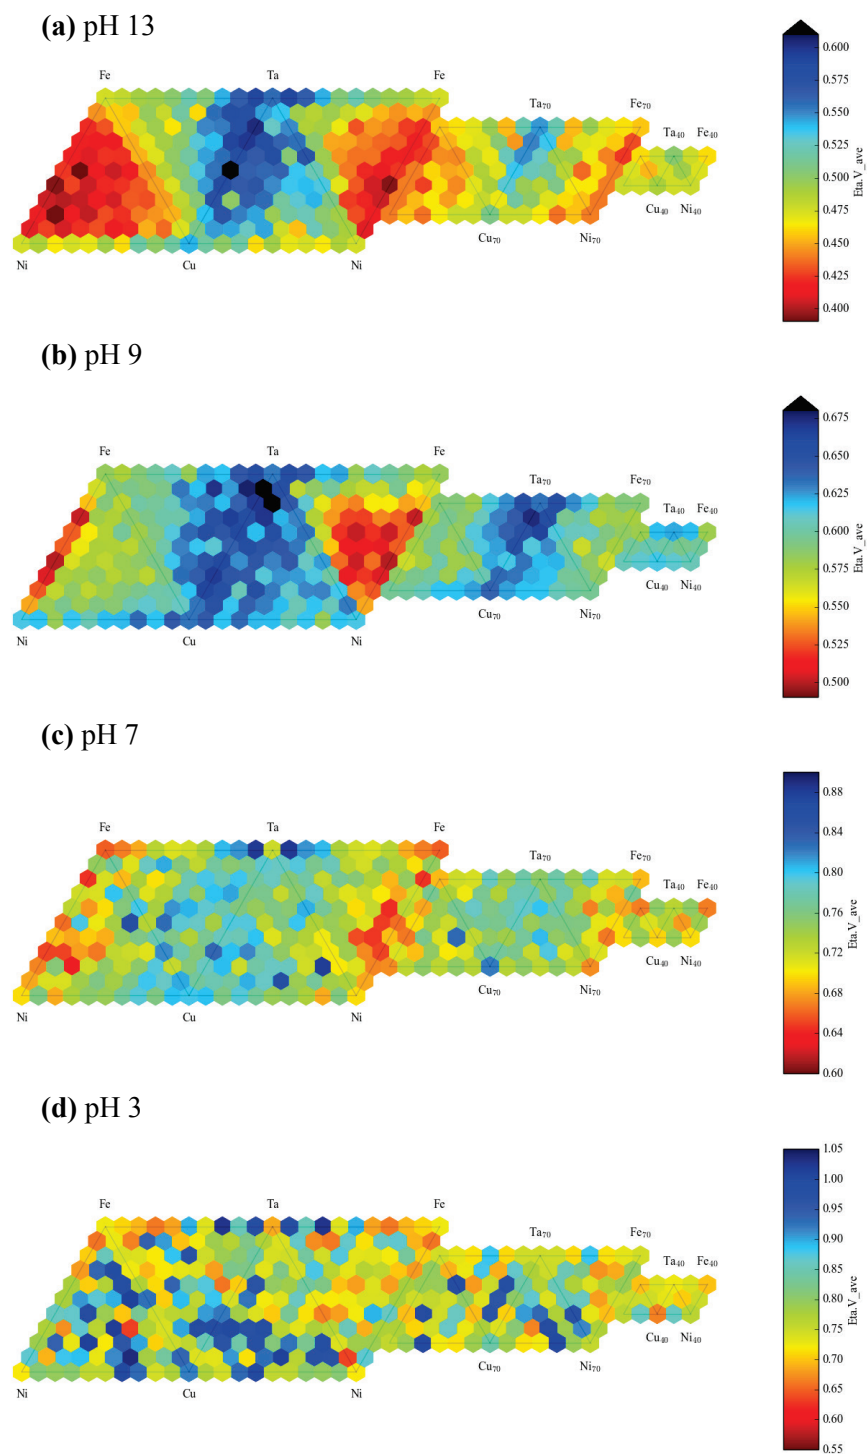 (a) pH 13
Fe Ta Fe
Ta70 Fe70
Ta40 Fe40
Cu40 Ni40
Cu70 Ni70
Ni Cu Ni
0.600
0.575
0.550
0.525
0.500
0.475
0.450
0.425
0.400
Eta.V_ave
(b) pH 9
Fe Ta Fe
Ta70 Fe70
Ta40 Fe40
Cu40 Ni40
Cu70 Ni70
Ni Cu Ni
0.675
0.650
0.625
0.600
0.575
0.550
0.525
0.500
Eta.V_ave
(c) pH 7
Fe Ta Fe
Ta70 Fe70
Ta40 Fe40
Cu40 Ni40
Cu70 Ni70
Ni Cu Ni
0.88
0.84
0.80
0.76
0.72
0.68
0.64
0.60
Eta.V_ave
(d) pH 3
Fe Ta Fe
Ta70 Fe70
Ta40 Fe40
Cu40 Ni40
Cu70 Ni70
Ni Cu Ni
1.05
1.00
0.95
0.90
0.85
0.80
0.75
0.70
0.65
0.60
0.55
Eta.V_ave